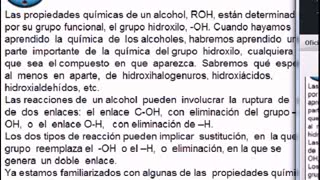 Las propiedades químicas de un alcohol, ROH, están determinad
por su grupo funcional, el grupo hidroxilo, -OH. Cuando hayamos
aprendido la química de los alcoholes, habremos aprendido un
parte importante de la química del grupo hidroxilo, cualquiera
que sea el compuesto en que aparezca. Sabremos qué esp
al menos en aparte, de hidroxihalogenuros, hidroxiácidos,
hidroxialdehídos, etc.
Las reacciones de un alcohol pueden involucrar la ruptura de
de dos enlaces: el enlace C-OH, con eliminación del grupo –
OH, o el enlace O-H, con eliminación de –H.
Los dos tipos de reacción pueden implicar sustitución, en la qu
grupo reemplaza el -OH o el –H, o eliminación, en la que se
genera un doble enlace.
Ya estamos familiarizados con algunas de las propiedades quími
Ofici